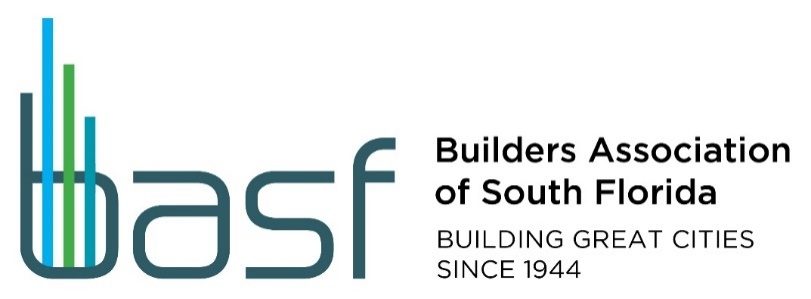 basf
Builders Association
of South Florida
BUILDING GREAT CITIES
SINCE 1944